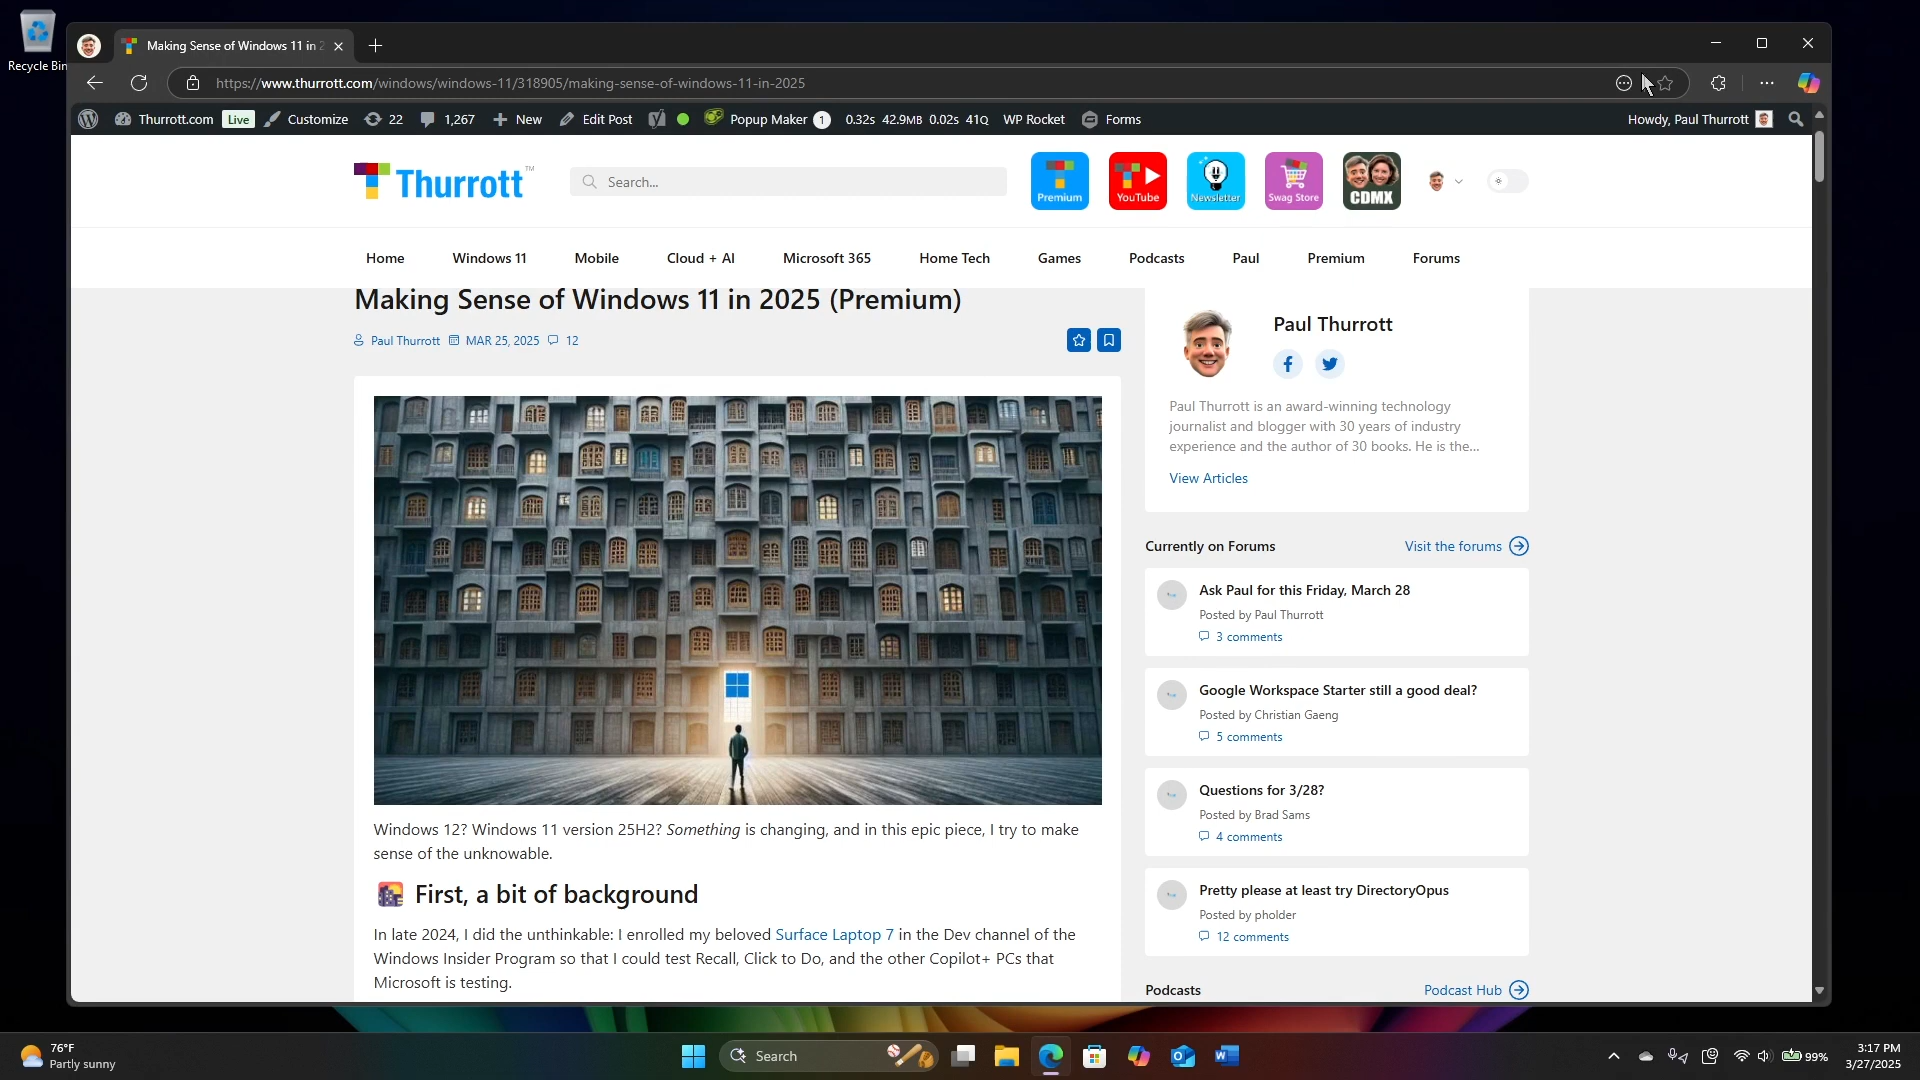 Recycle Bin
Making Sense of Windows 11 in 2
https://www.thurrott.com/windows/windows-11/318905/making-sense-of-windows-11-in-2025
Thurrott.com Live Customize 22 1,267 New Edit Post Popup Maker 1 0.32s 42.9MB 0.02s 41Q WP Rocket Forms Howdy, Paul Thurrott
Thurrott™
Search...
Premium
YouTube
Newsletter
Swag Store
CDMX
Home Windows 11 Mobile Cloud + AI Microsoft 365 Home Tech Games Podcasts Paul Premium Forums
Making Sense of Windows 11 in 2025 (Premium)
Paul Thurrott MAR 25, 2025 12
Windows 12? Windows 11 version 25H2? Something is changing, and in this epic piece, I try to make
sense of the unknowable.
First, a bit of background
In late 2024, I did the unthinkable: I enrolled my beloved Surface Laptop 7 in the Dev channel of the
Windows Insider Program so that I could test Recall, Click to Do, and the other Copilot+ PCs that
Microsoft is testing.
Paul Thurrott
Paul Thurrott is an award-winning technology
journalist and blogger with 30 years of industry
experience and the author of 30 books. He is the...
View Articles
Currently on Forums Visit the forums
Ask Paul for this Friday, March 28
Posted by Paul Thurrott
3 comments
Google Workspace Starter still a good deal?
Posted by Christian Gaeng
5 comments
Questions for 3/28?
Posted by Brad Sams
4 comments
Pretty please at least try DirectoryOpus
Posted by pholder
12 comments
Podcasts Podcast Hub
76°F
Partly sunny
Search
99%
3:17 PM
3/27/2025